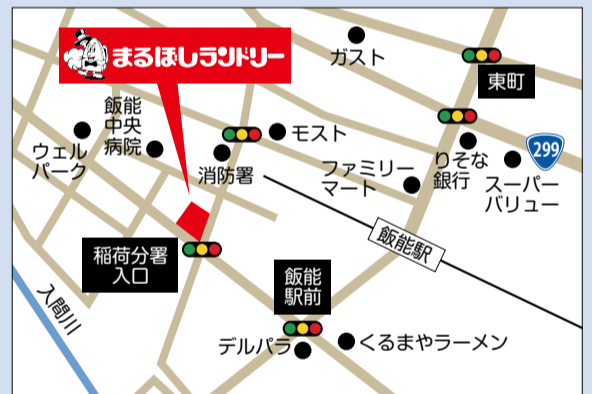 まるほしランドリー
ガスト
東町
299
飯能
中央
病院
モスト
ウェル
パーク
消防署
ファミリー
マート
りそな
銀行
スーパー
バリュー
飯能駅
稲荷分署
入口
飯能
駅前
入間川
デルパラ
くるまやラーメン